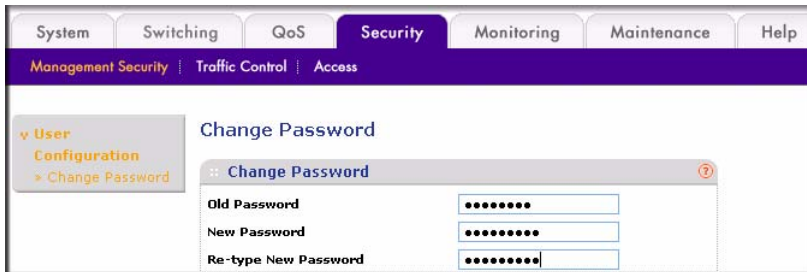 System Switching QoS Security Monitoring Maintenance Help
Management Security | Traffic Control | Access
v User Configuration
» Change Password
Change Password
:: Change Password ?
Old Password ••••••••
New Password •••••••••
Re-type New Password •••••••••